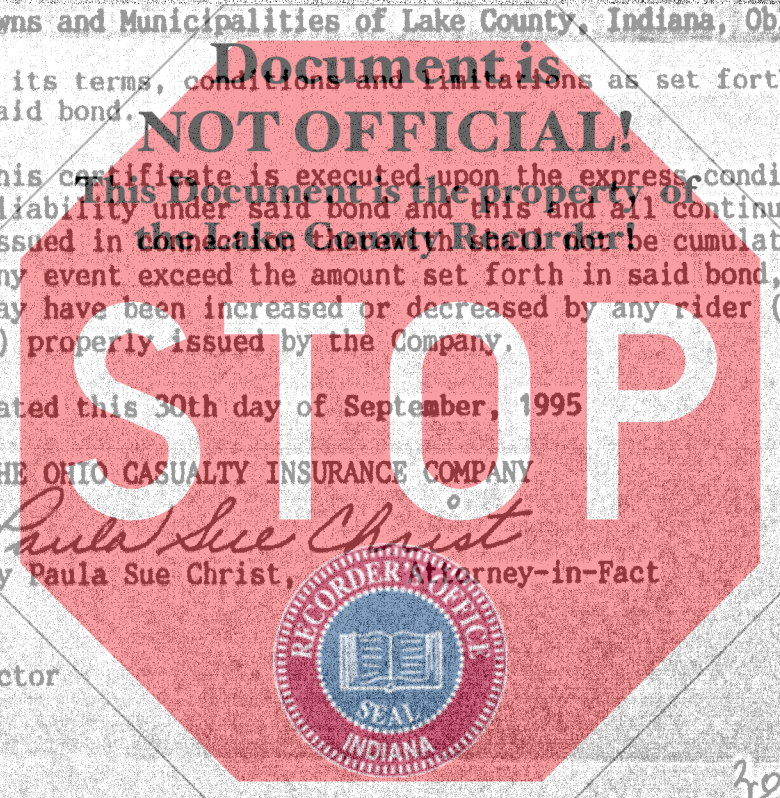 wns and Municipalities of Lake County, Indiana, Ob
Document is
its terms, conditions and limitations as set fort
aid bond.
NOT OFFICIAL!
his certificate is executed upon the express condi
This Document is the property of
liability under said bond and this and all continu
the Lake County Recorder!
ssued in connection therewith shall not be cumulat
ny event exceed the amount set forth in said bond,
ay have been increased or decreased by any rider (
) properly issued by the Company.
STOP
ated this 30th day of September, 1995
HE OHIO CASUALTY INSURANCE COMPANY
Paula Sue Christ
y Paula Sue Christ, Attorney-in-Fact
RECORDER'S OFFICE
ctor
SEAL
INDIANA